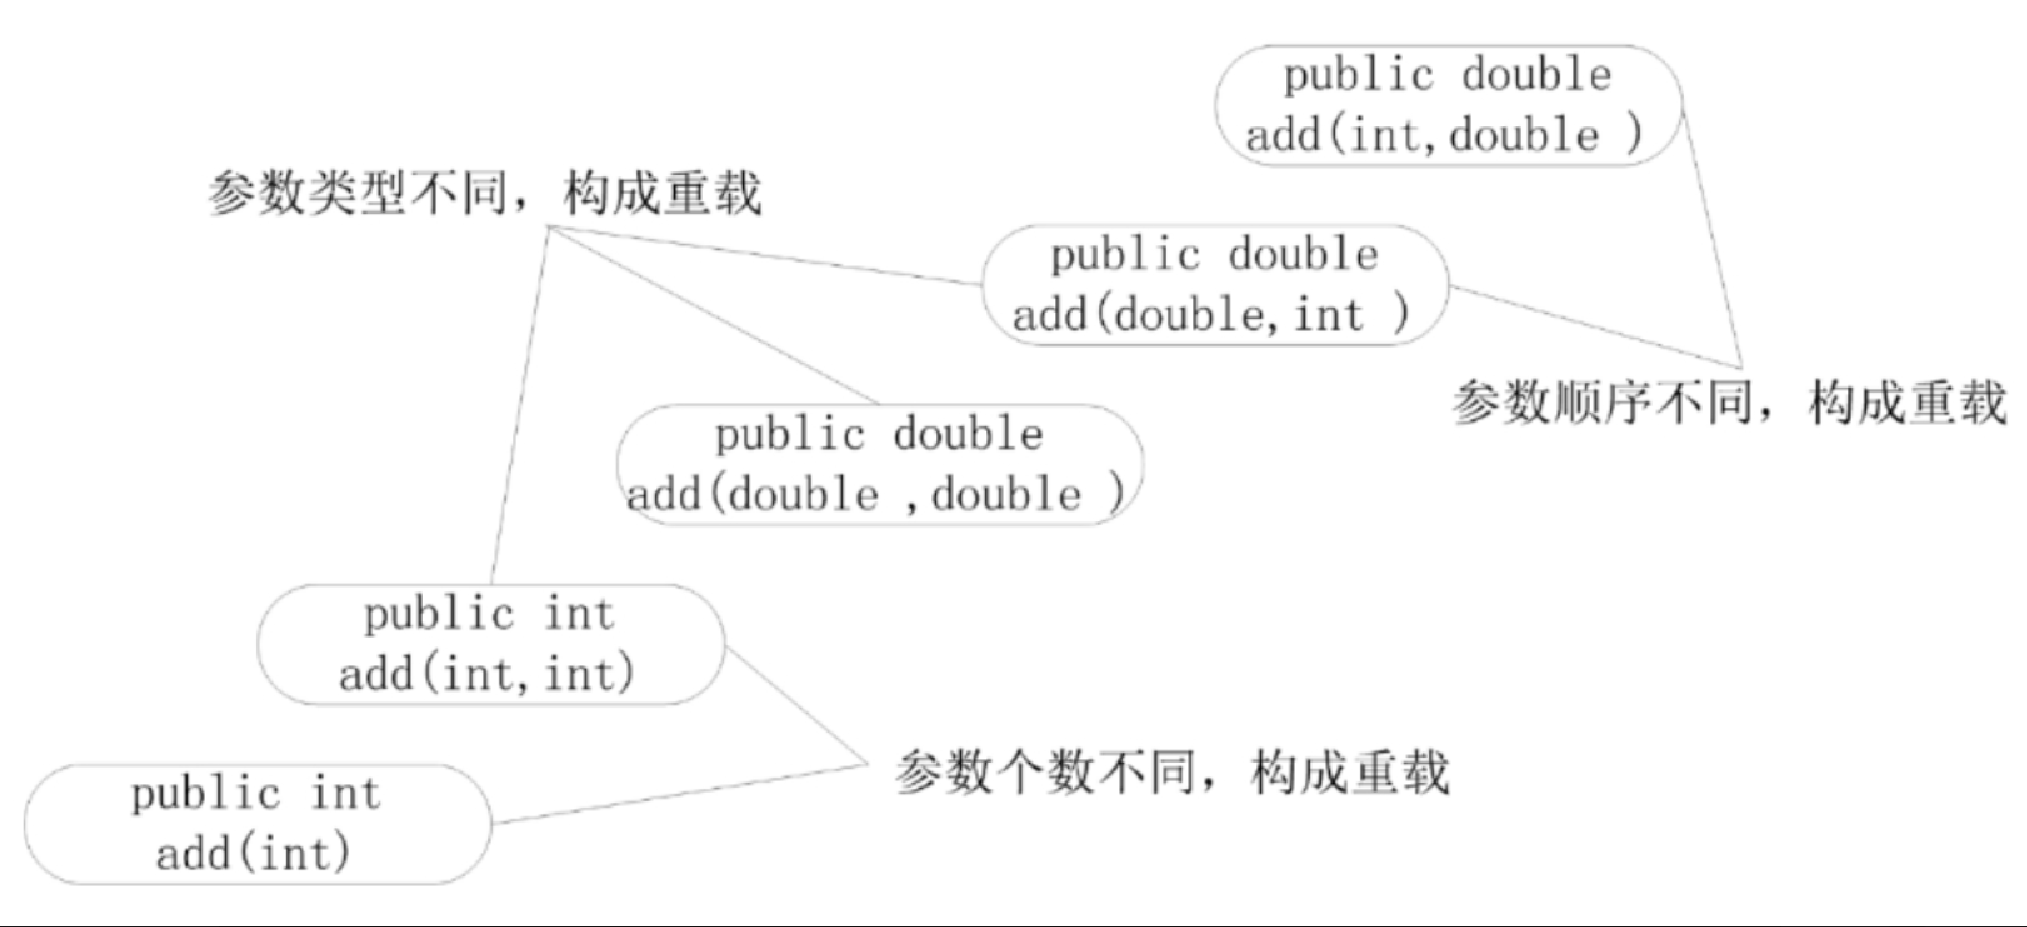 public double
add(int,double )
参数类型不同，构成重载
public double
add(double,int )
参数顺序不同，构成重载
public double
add(double ,double )
public int
add(int,int)
参数个数不同，构成重载
public int
add(int)